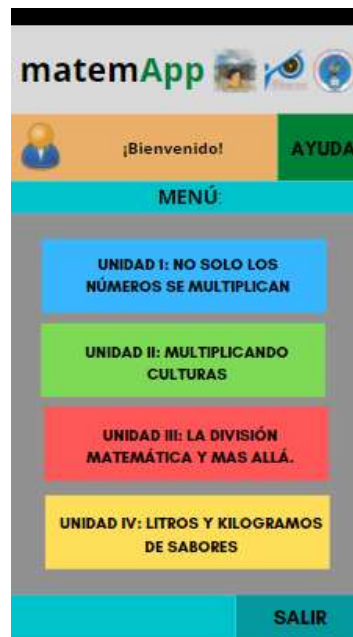 matemApp
¡Bienvenido!
AYUDA
MENÚ:
UNIDAD I: NO SOLO LOS
NÚMEROS SE MULTIPLICAN
UNIDAD II: MULTIPLICANDO
CULTURAS
UNIDAD III: LA DIVISIÓN
MATEMÁTICA Y MAS ALLÁ.
UNIDAD IV: LITROS Y KILOGRAMOS
DE SABORES
SALIR